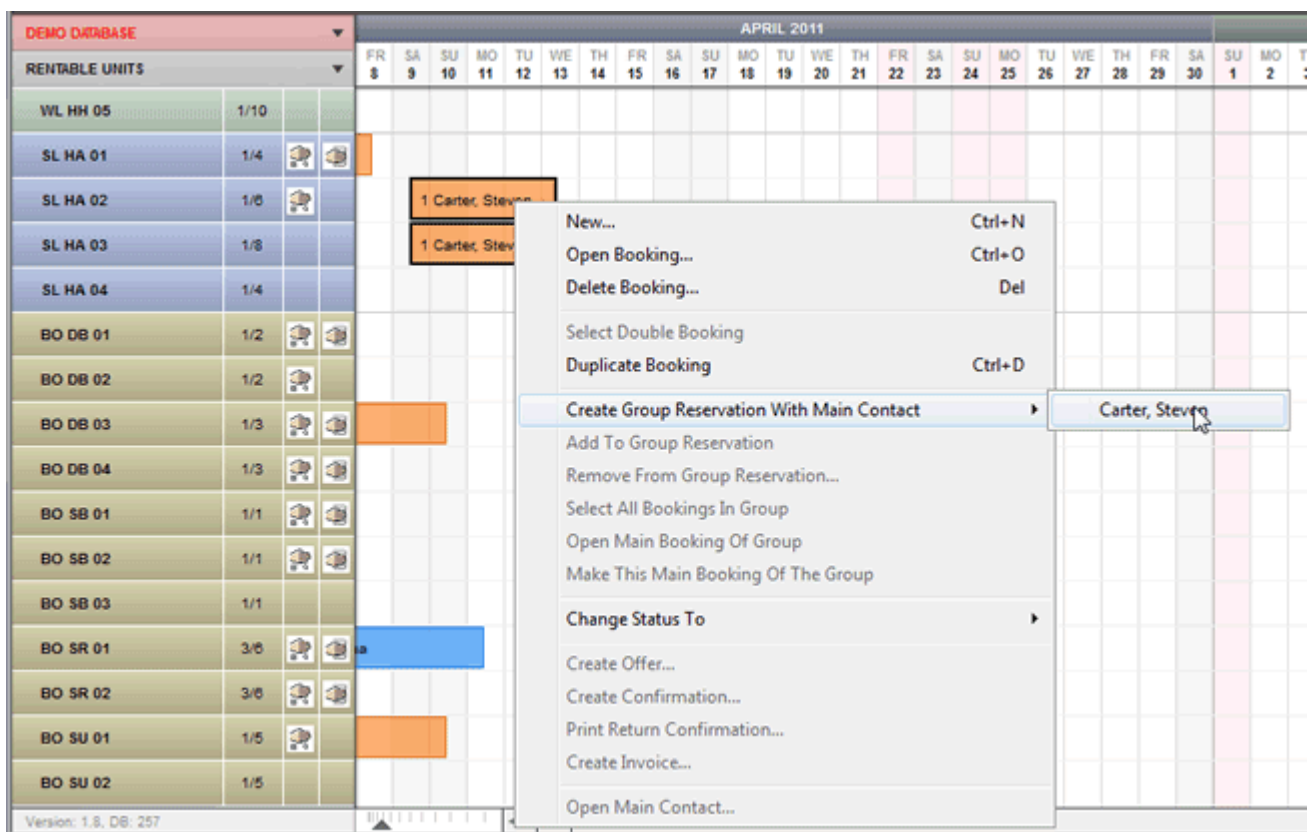 DEMO DATABASE
APRIL 2011
RENTABLE UNITS
FR SA SU MO TU WE TH FR SA SU MO TU WE TH FR SA SU MO TU WE TH FR SA SU MO
8 9 10 11 12 13 14 15 16 17 18 19 20 21 22 23 24 25 26 27 28 29 30 1 2
WL HH 05 1/10
SL HA 01 1/4
SL HA 02 1/6 1 Carter, Steven
SL HA 03 1/8 1 Carter, Stev
SL HA 04 1/4
BO DB 01 1/2
BO DB 02 1/2
BO DB 03 1/3
BO DB 04 1/3
BO SB 01 1/1
BO SB 02 1/1
BO SB 03 1/1
BO SR 01 3/6
BO SR 02 3/6
BO SU 01 1/5
BO SU 02 1/5
New... Ctrl+N
Open Booking... Ctrl+O
Delete Booking... Del
Select Double Booking
Duplicate Booking Ctrl+D
Create Group Reservation With Main Contact
Carter, Steven
Add To Group Reservation
Remove From Group Reservation...
Select All Bookings In Group
Open Main Booking Of Group
Make This Main Booking Of The Group
Change Status To
Create Offer...
Create Confirmation...
Print Return Confirmation...
Create Invoice...
Open Main Contact...
Version: 1.8, DB: 257